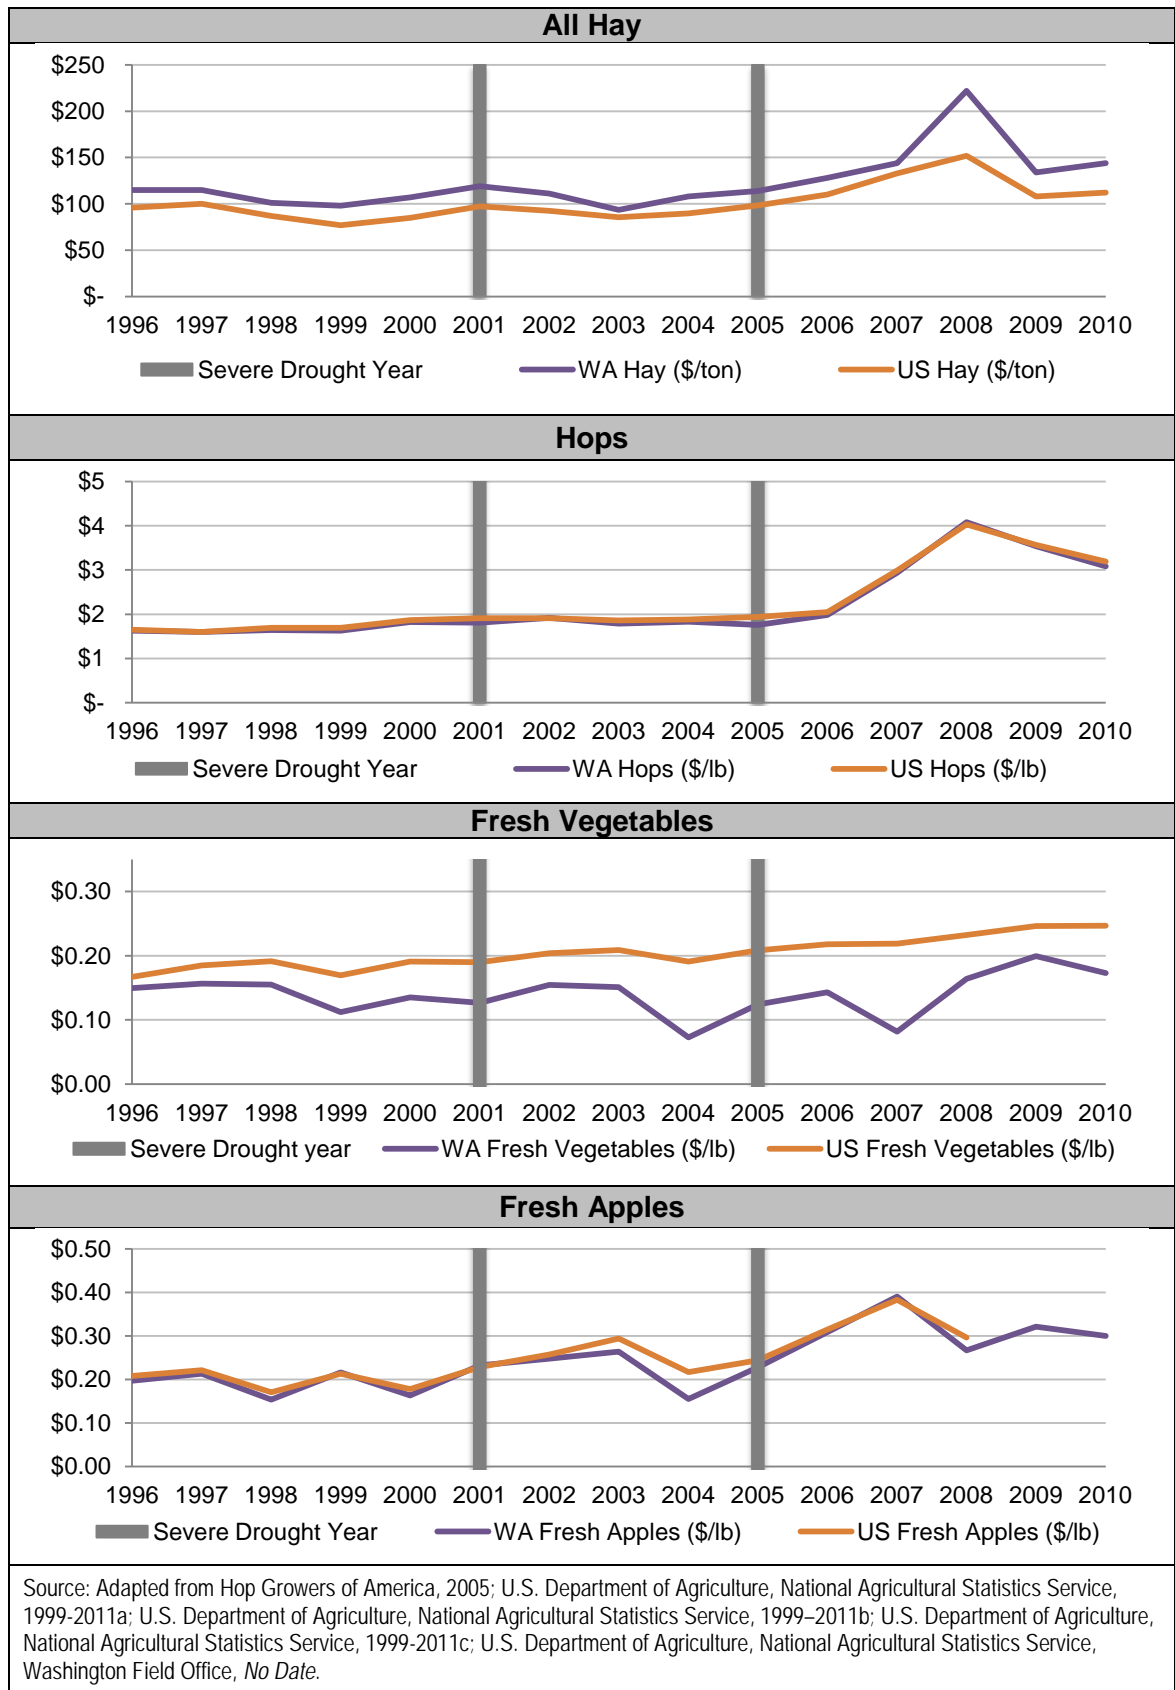 All Hay
$250
$200
$150
$100
$50
$-
1996 1997 1998 1999 2000 2001 2002 2003 2004 2005 2006 2007 2008 2009 2010
Severe Drought Year WA Hay ($/ton) US Hay ($/ton)
Hops
$5
$4
$3
$2
$1
$-
1996 1997 1998 1999 2000 2001 2002 2003 2004 2005 2006 2007 2008 2009 2010
Severe Drought Year WA Hops ($/lb) US Hops ($/lb)
Fresh Vegetables
$0.30
$0.20
$0.10
$0.00
1996 1997 1998 1999 2000 2001 2002 2003 2004 2005 2006 2007 2008 2009 2010
Severe Drought year WA Fresh Vegetables ($/lb) US Fresh Vegetables ($/lb)
Fresh Apples
$0.50
$0.40
$0.30
$0.20
$0.10
$0.00
1996 1997 1998 1999 2000 2001 2002 2003 2004 2005 2006 2007 2008 2009 2010
Severe Drought Year WA Fresh Apples ($/lb) US Fresh Apples ($/lb)
Source: Adapted from Hop Growers of America, 2005; U.S. Department of Agriculture, National Agricultural Statistics Service,
1999-2011a; U.S. Department of Agriculture, National Agricultural Statistics Service, 1999–2011b; U.S. Department of Agriculture,
National Agricultural Statistics Service, 1999-2011c; U.S. Department of Agriculture, National Agricultural Statistics Service,
Washington Field Office, No Date.